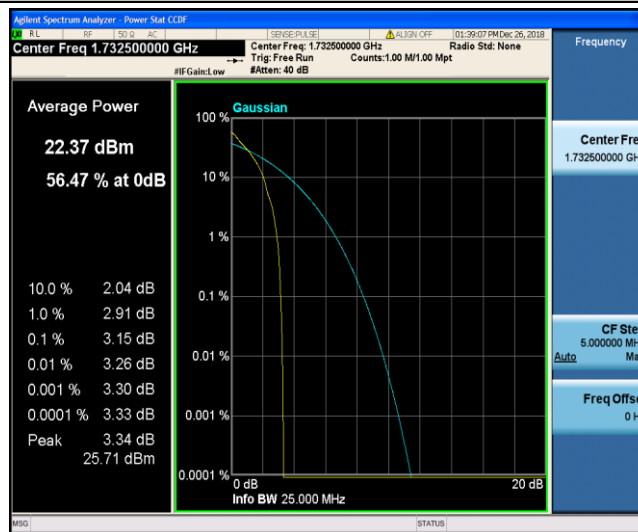 Agilent Spectrum Analyzer - Power Stat CCDF
RL RF 50 Ω AC SENSE:PULSE ALIGN OFF 01:39:07 PM Dec 26, 2018
Center Freq 1.732500000 GHz
Center Freq: 1.732500000 GHz Radio Std: None
Trig: Free Run Counts:1.00 M/1.00 Mpt
#IFGain:Low #Atten: 40 dB
Frequency
Average Power
22.37 dBm
56.47 % at 0dB
10.0 % 2.04 dB
1.0 % 2.91 dB
0.1 % 3.15 dB
0.01 % 3.26 dB
0.001 % 3.30 dB
0.0001 % 3.33 dB
Peak 3.34 dB
25.71 dBm
Gaussian
100 %
10 %
1 %
0.1 %
0.01 %
0.001 %
0.0001 %
0 dB 20 dB
Info BW 25.000 MHz
Center Fre
1.732500000 GH
CF Ste
5.000000 MH
Auto Ma
Freq Offse
0 H
MSG STATUS